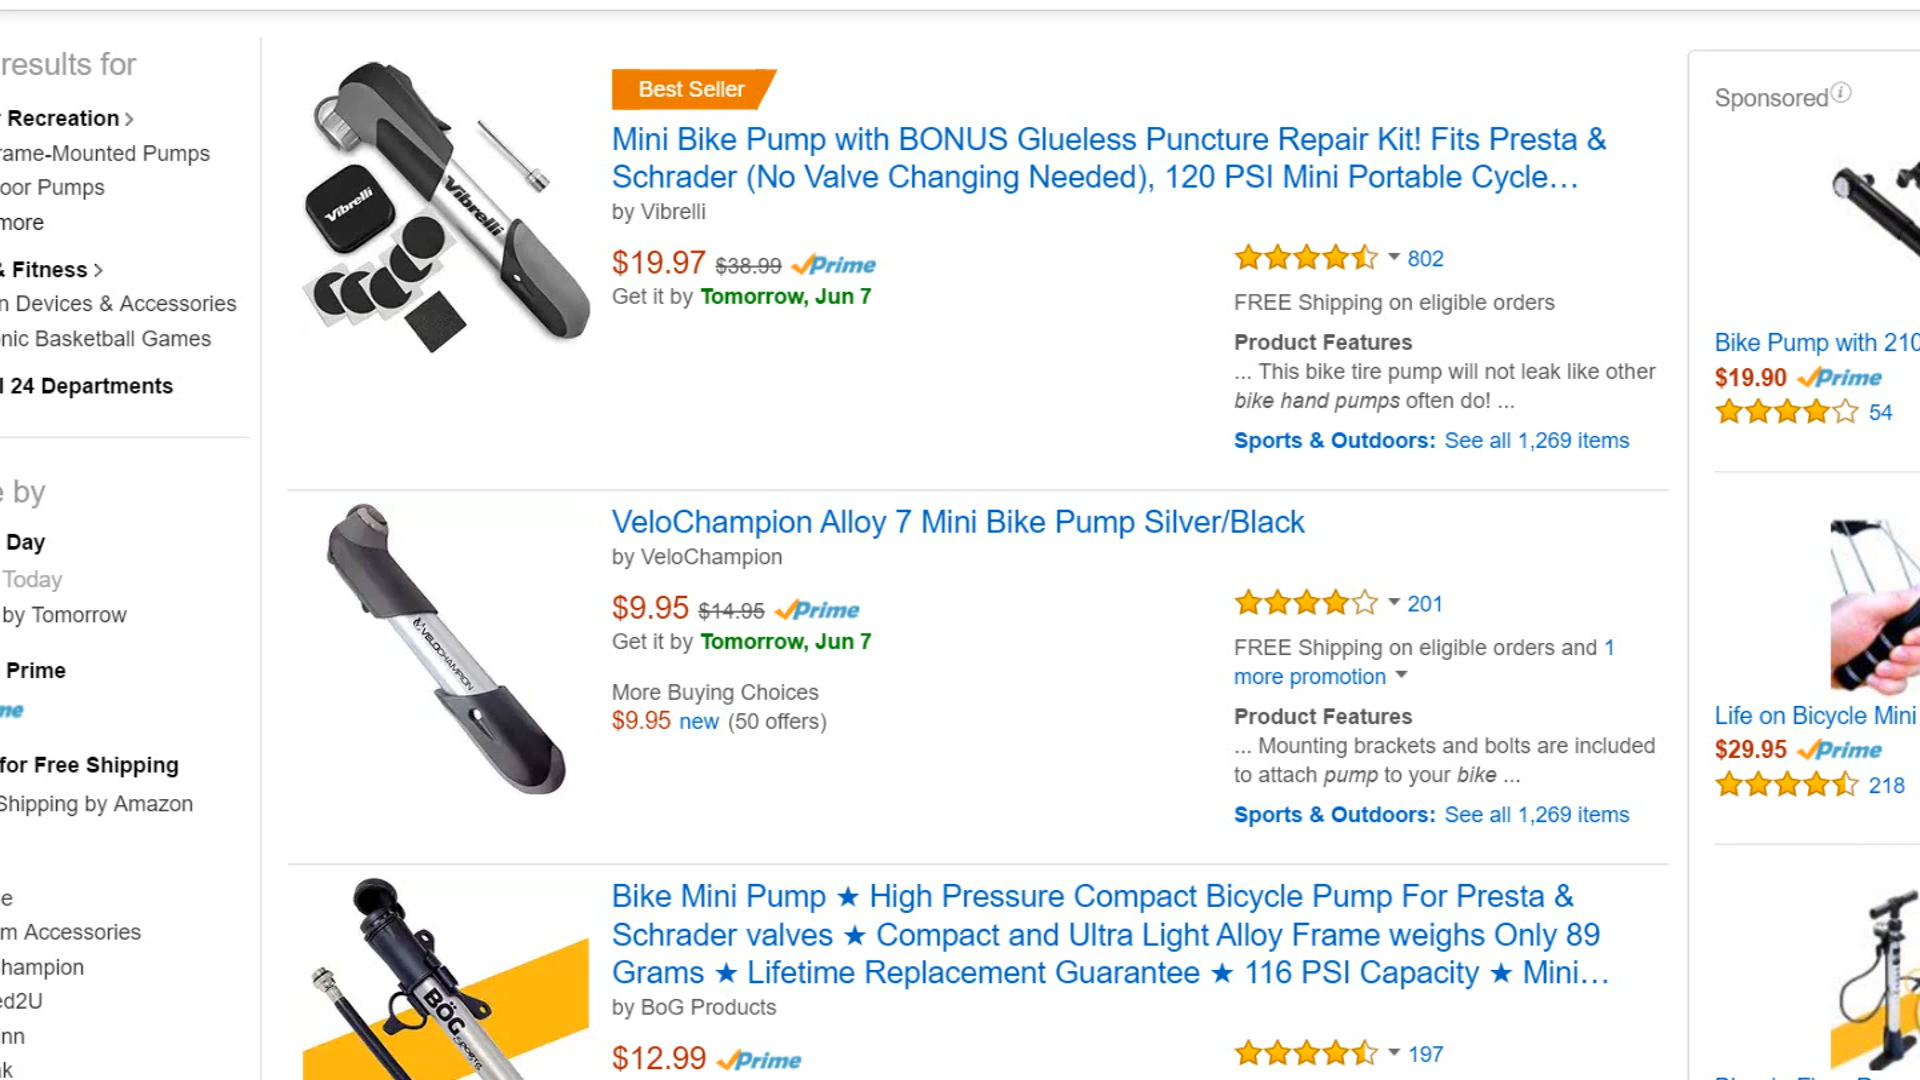 results for
Recreation
rame-Mounted Pumps
oor Pumps
more
& Fitness
n Devices & Accessories
nic Basketball Games
l 24 Departments
e by
Day
Today
by Tomorrow
Prime
me
for Free Shipping
Shipping by Amazon
e
m Accessories
hampion
ed2U
nn
k
Vibrelli
Vibrelli
Best Seller
Mini Bike Pump with BONUS Glueless Puncture Repair Kit! Fits Presta &
Schrader (No Valve Changing Needed), 120 PSI Mini Portable Cycle...
by Vibrelli
$19.97 $38.99 Prime
Get it by Tomorrow, Jun 7
802
FREE Shipping on eligible orders
Product Features
... This bike tire pump will not leak like other
bike hand pumps often do! ...
Sports & Outdoors: See all 1,269 items
VELOCHAMPION
VeloChampion Alloy 7 Mini Bike Pump Silver/Black
by VeloChampion
$9.95 $14.95 Prime
Get it by Tomorrow, Jun 7
More Buying Choices
$9.95 new (50 offers)
201
FREE Shipping on eligible orders and 1
more promotion
Product Features
... Mounting brackets and bolts are included
to attach pump to your bike ...
Sports & Outdoors: See all 1,269 items
BÖG
SPORTS
Bike Mini Pump ★ High Pressure Compact Bicycle Pump For Presta &
Schrader valves ★ Compact and Ultra Light Alloy Frame weighs Only 89
Grams ★ Lifetime Replacement Guarantee ★ 116 PSI Capacity ★ Mini...
by BoG Products
$12.99 Prime
197
Sponsored
Bike Pump with 210
$19.90 Prime
54
Life on Bicycle Mini
$29.95 Prime
218